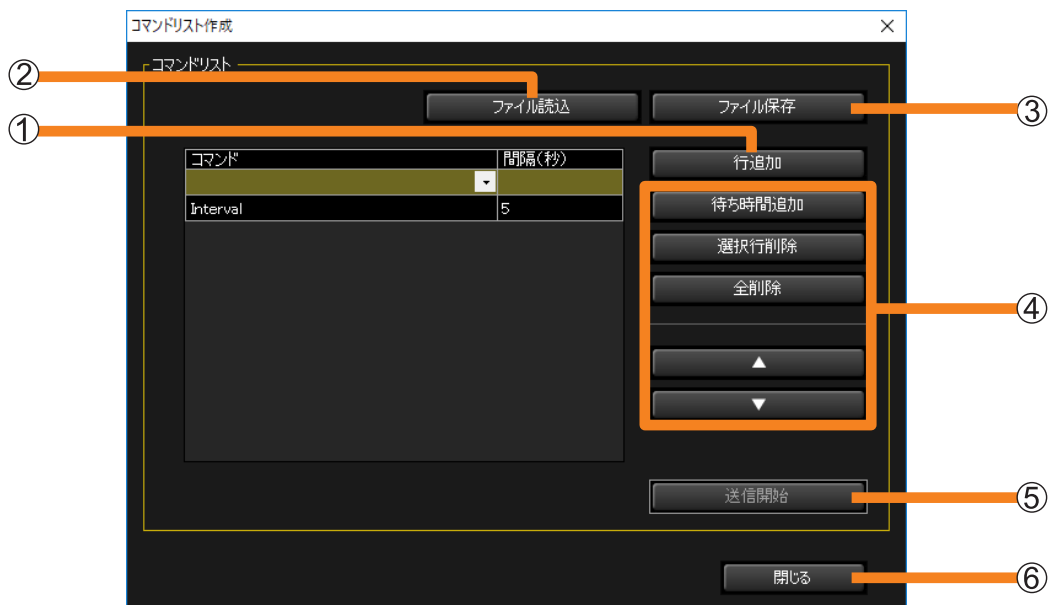 コマンドリスト作成
コマンドリスト
②
ファイル読込
ファイル保存
③
①
コマンド 間隔(秒)
行追加
Interval 5
待ち時間追加
選択行削除
全削除
④
▲
▼
送信開始
⑤
閉じる
⑥